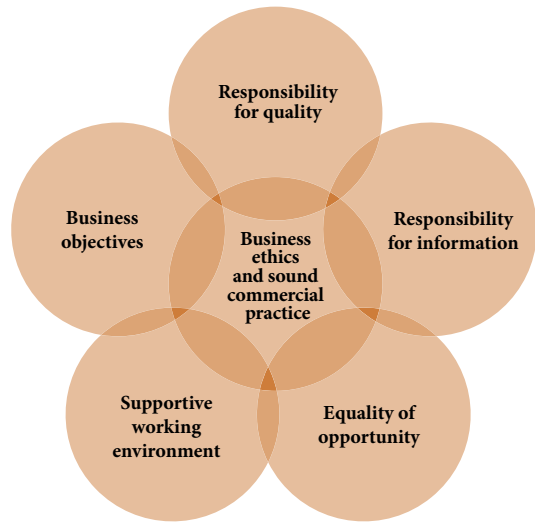 Responsibility
for quality
Business
objectives
Responsibility
for information
Business
ethics
and sound
commercial
practice
Supportive
working
environment
Equality of
opportunity